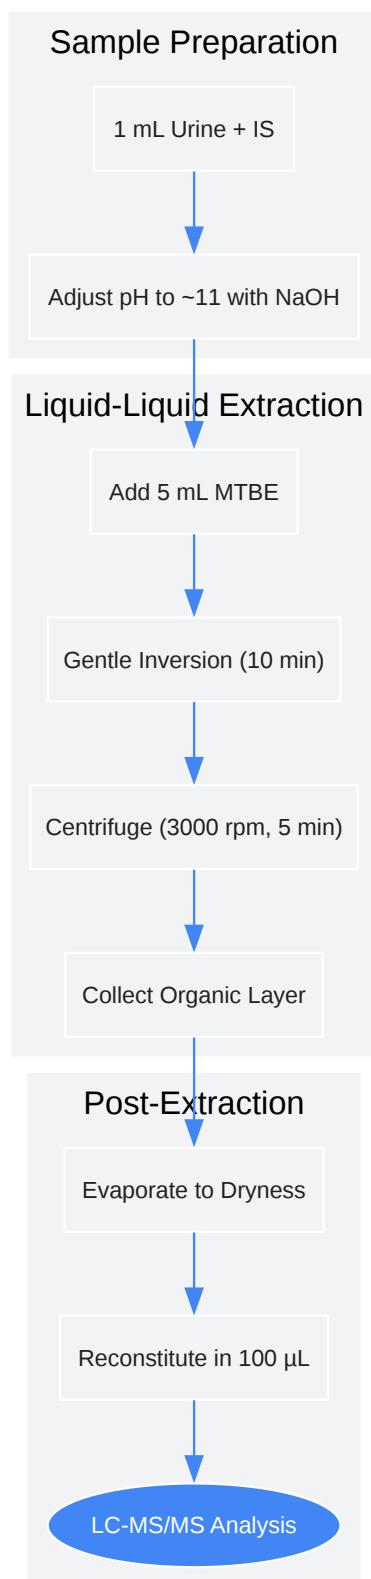 Sample Preparation
1 mL Urine + IS
Adjust pH to ~11 with NaOH
Liquid-Liquid Extraction
Add 5 mL MTBE
Gentle Inversion (10 min)
Centrifuge (3000 rpm, 5 min)
Collect Organic Layer
Post-Extraction
Evaporate to Dryness
Reconstitute in 100 µL
LC-MS/MS Analysis